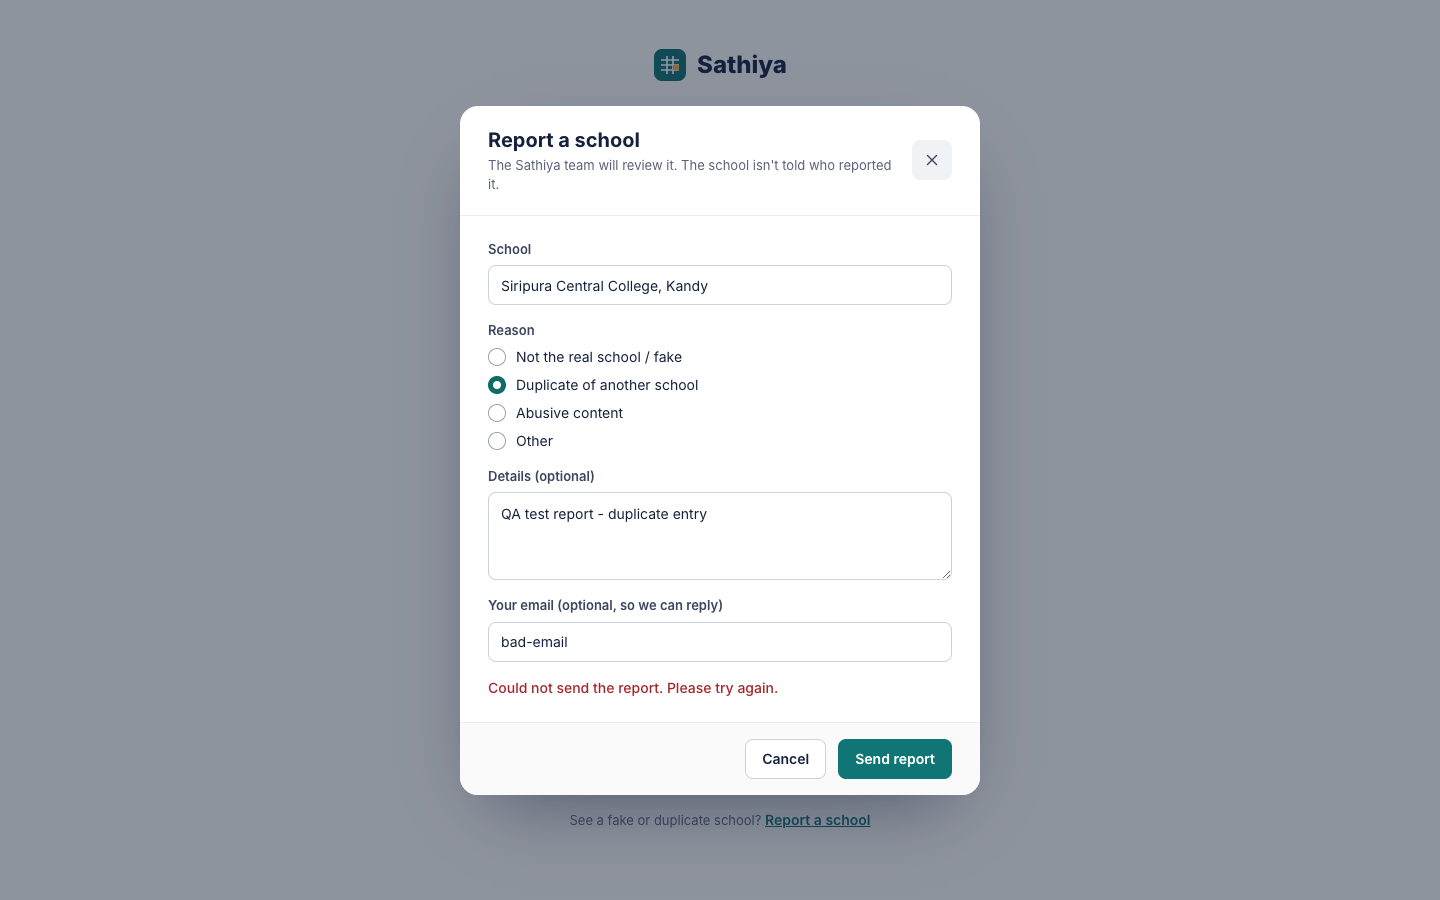 Sathiya
Report a school
The Sathiya team will review it. The school isn't told who reported
it.
School
Siripura Central College, Kandy
Reason
Not the real school / fake
Duplicate of another school
Abusive content
Other
Details (optional)
QA test report - duplicate entry
Your email (optional, so we can reply)
bad-email
Could not send the report. Please try again.
Cancel
Send report
See a fake or duplicate school? Report a school